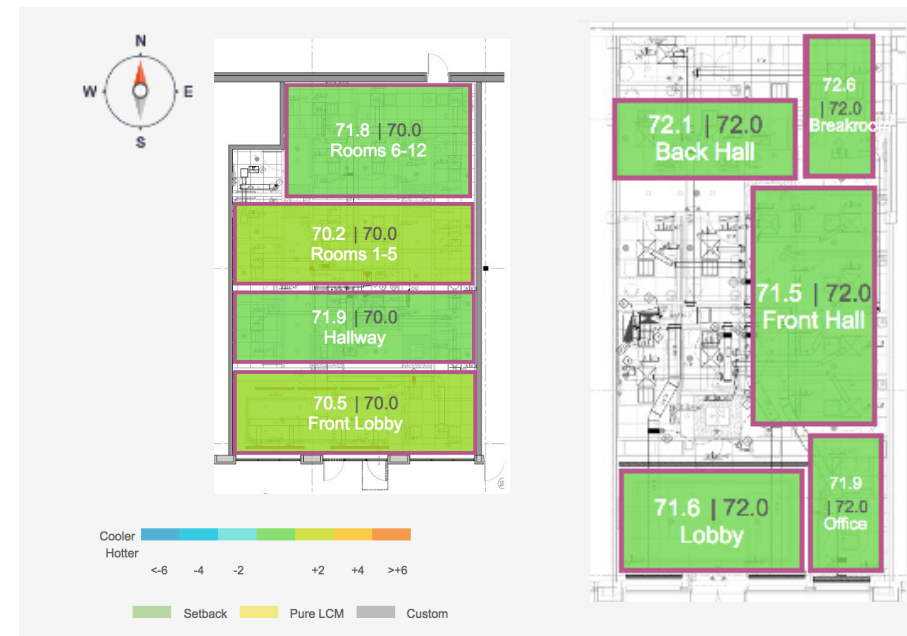 N
W
E
S
71.8 | 70.0
Rooms 6-12
70.2 | 70.0
Rooms 1-5
71.9 | 70.0
Hallway
70.5 | 70.0
Front Lobby
72.6
| 72.0
Breakroom
72.1 | 72.0
Back Hall
71.5 | 72.0
Front Hall
71.9
| 72.0
Office
71.6 | 72.0
Lobby
Cooler
Hotter
<-6 -4 -2 +2 +4 >+6
Setback Pure LCM Custom